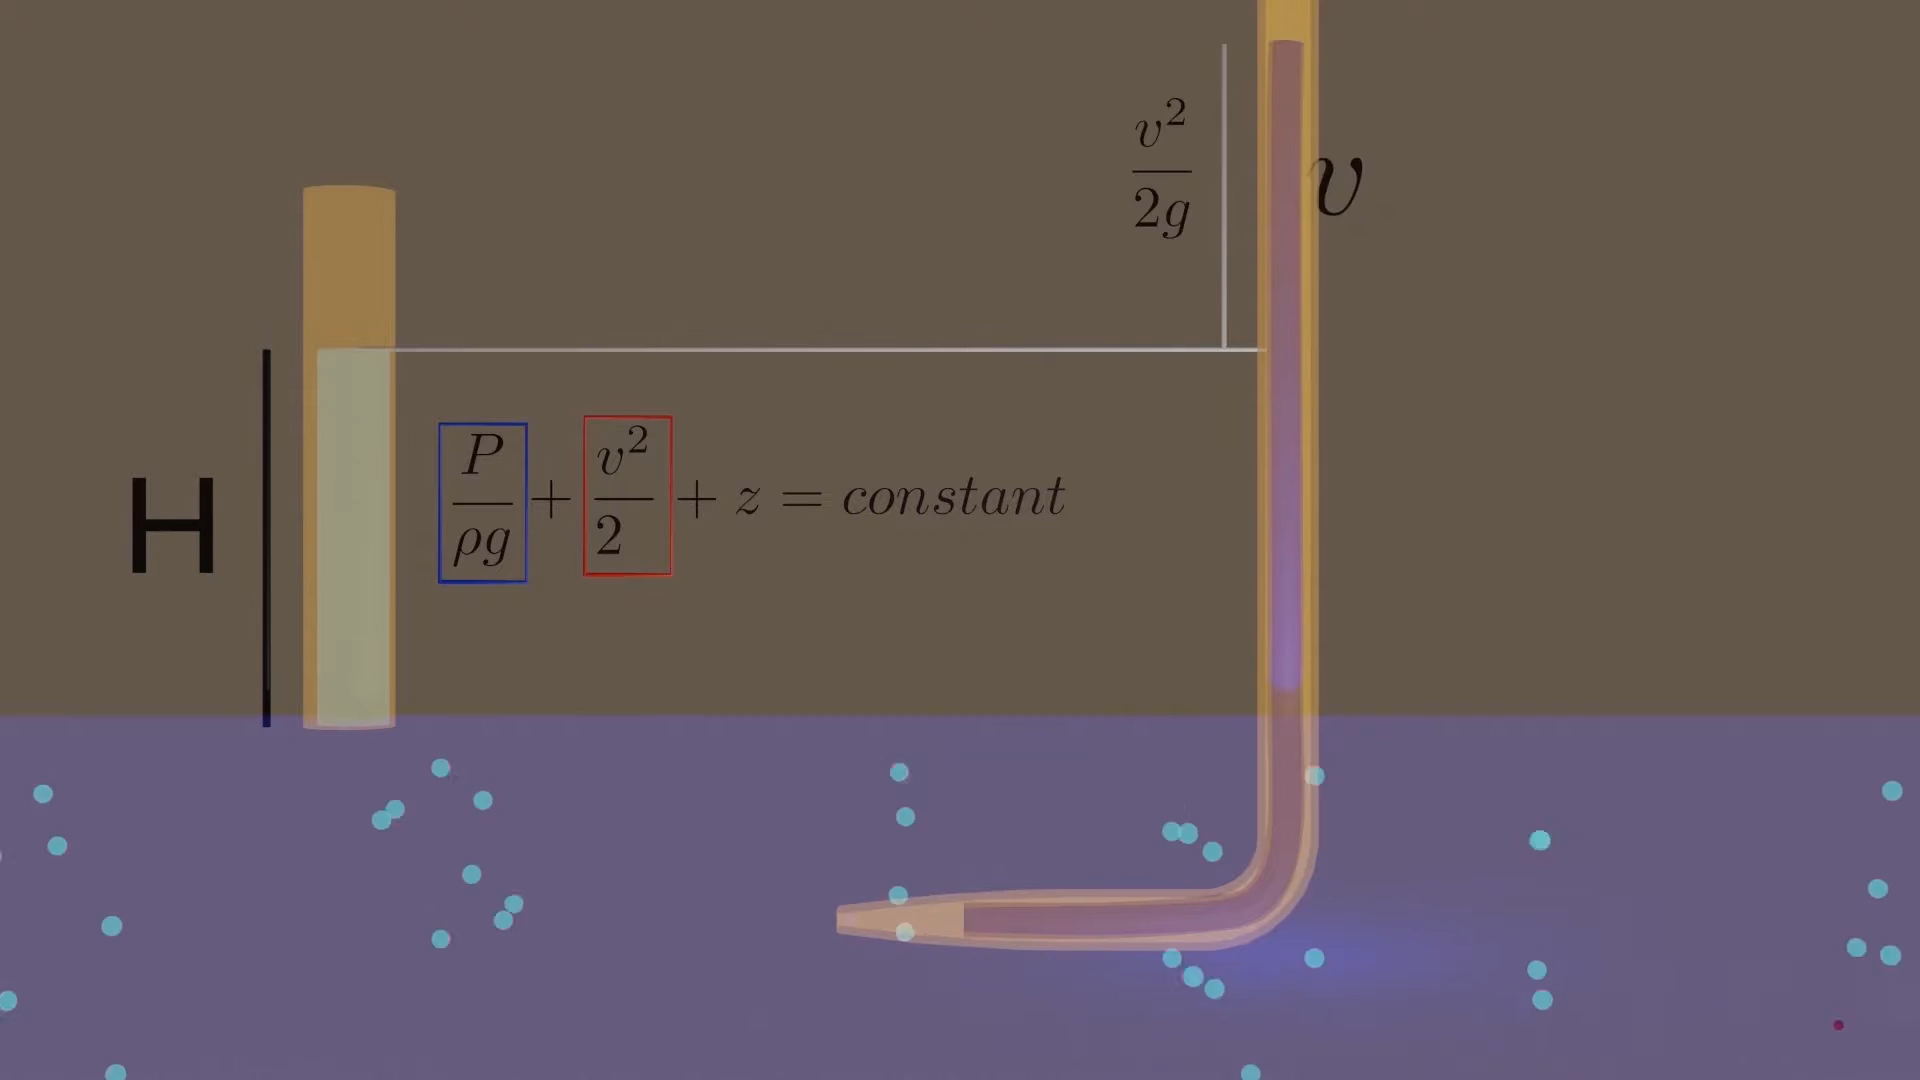 v²/2g
v
H
P/ρg + v²/2 + z = constant